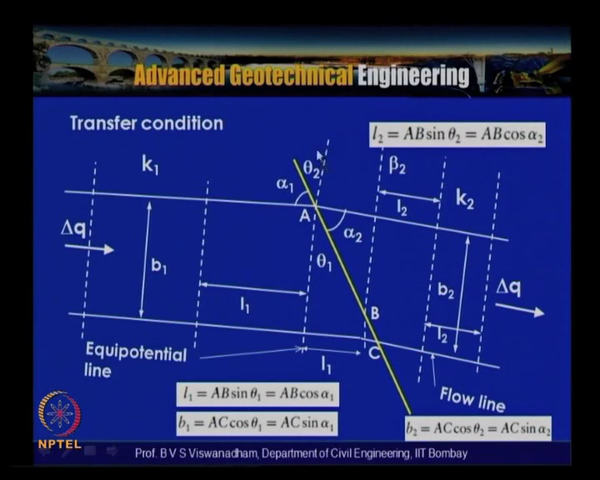 Advanced Geotechnical Engineering
Transfer condition
l₂ = AB sin θ₂ = AB cos α₂
k₁
θ₂
β₂
α₁
l₂
k₂
A
α₂
Δq
b₁
θ₁
b₂
Δq
l₁
B
l₂
C
Equipotential
line
l₁
Flow line
l₁ = AB sin θ₁ = AB cos α₁
b₁ = AC cos θ₁ = AC sin α₁
b₂ = AC cos θ₂ = AC sin α₂
NPTEL
Prof. B V S Viswanadham, Department of Civil Engineering, IIT Bombay